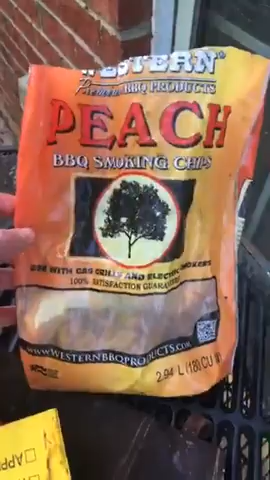 WESTERN®
Premium BBQ PRODUCTS
PEACH
BBQ SMOKING CHIPS
USE WITH GAS GRILLS AND ELECTRIC SMOKERS
100% SATISFACTION GUARANTEED
WWW.WESTERNBBQPRODUCTS.COM
2.94 L (180 CU IN)